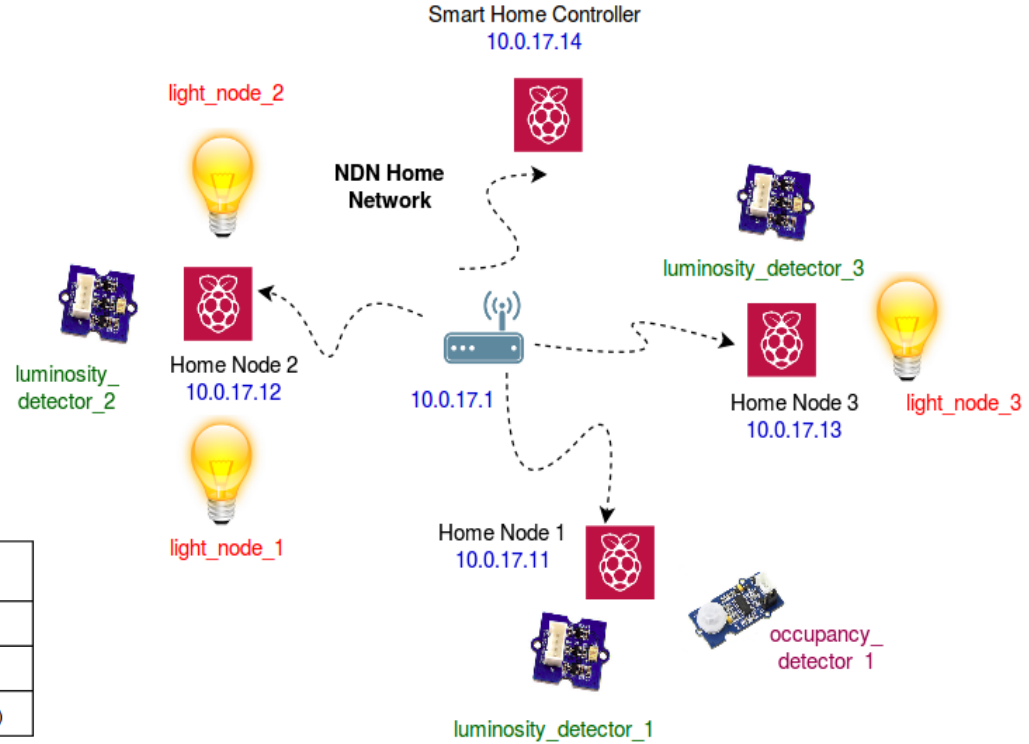 Smart Home Controller
10.0.17.14
light_node_2
NDN Home
Network
luminosity_detector_3
Home Node 2
10.0.17.12
luminosity_
detector_2
10.0.17.1
Home Node 3
10.0.17.13
light_node_3
light_node_1
Home Node 1
10.0.17.11
occupancy_
detector_1
luminosity_detector_1
)